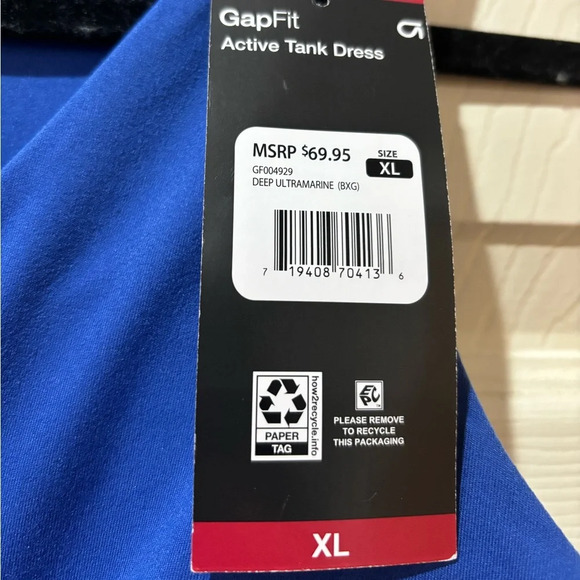 GapFit
Active Tank Dress
G
MSRP $69.95
SIZE
XL
GF004929
DEEP ULTRAMARINE (BXG)
7 19408 70413 6
how2recycle.info
PAPER
TAG
EPC
PLEASE REMOVE
TO RECYCLE
THIS PACKAGING
XL